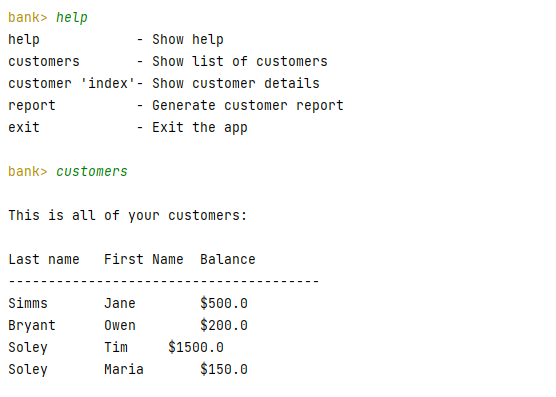 bank> help
help            - Show help
customers       - Show list of customers
customer 'index'- Show customer details
report          - Generate customer report
exit            - Exit the app
bank> customers
This is all of your customers:
Last name   First Name  Balance
---------------------------------------
Simms       Jane        $500.0
Bryant      Owen        $200.0
Soley       Tim     $1500.0
Soley       Maria       $150.0